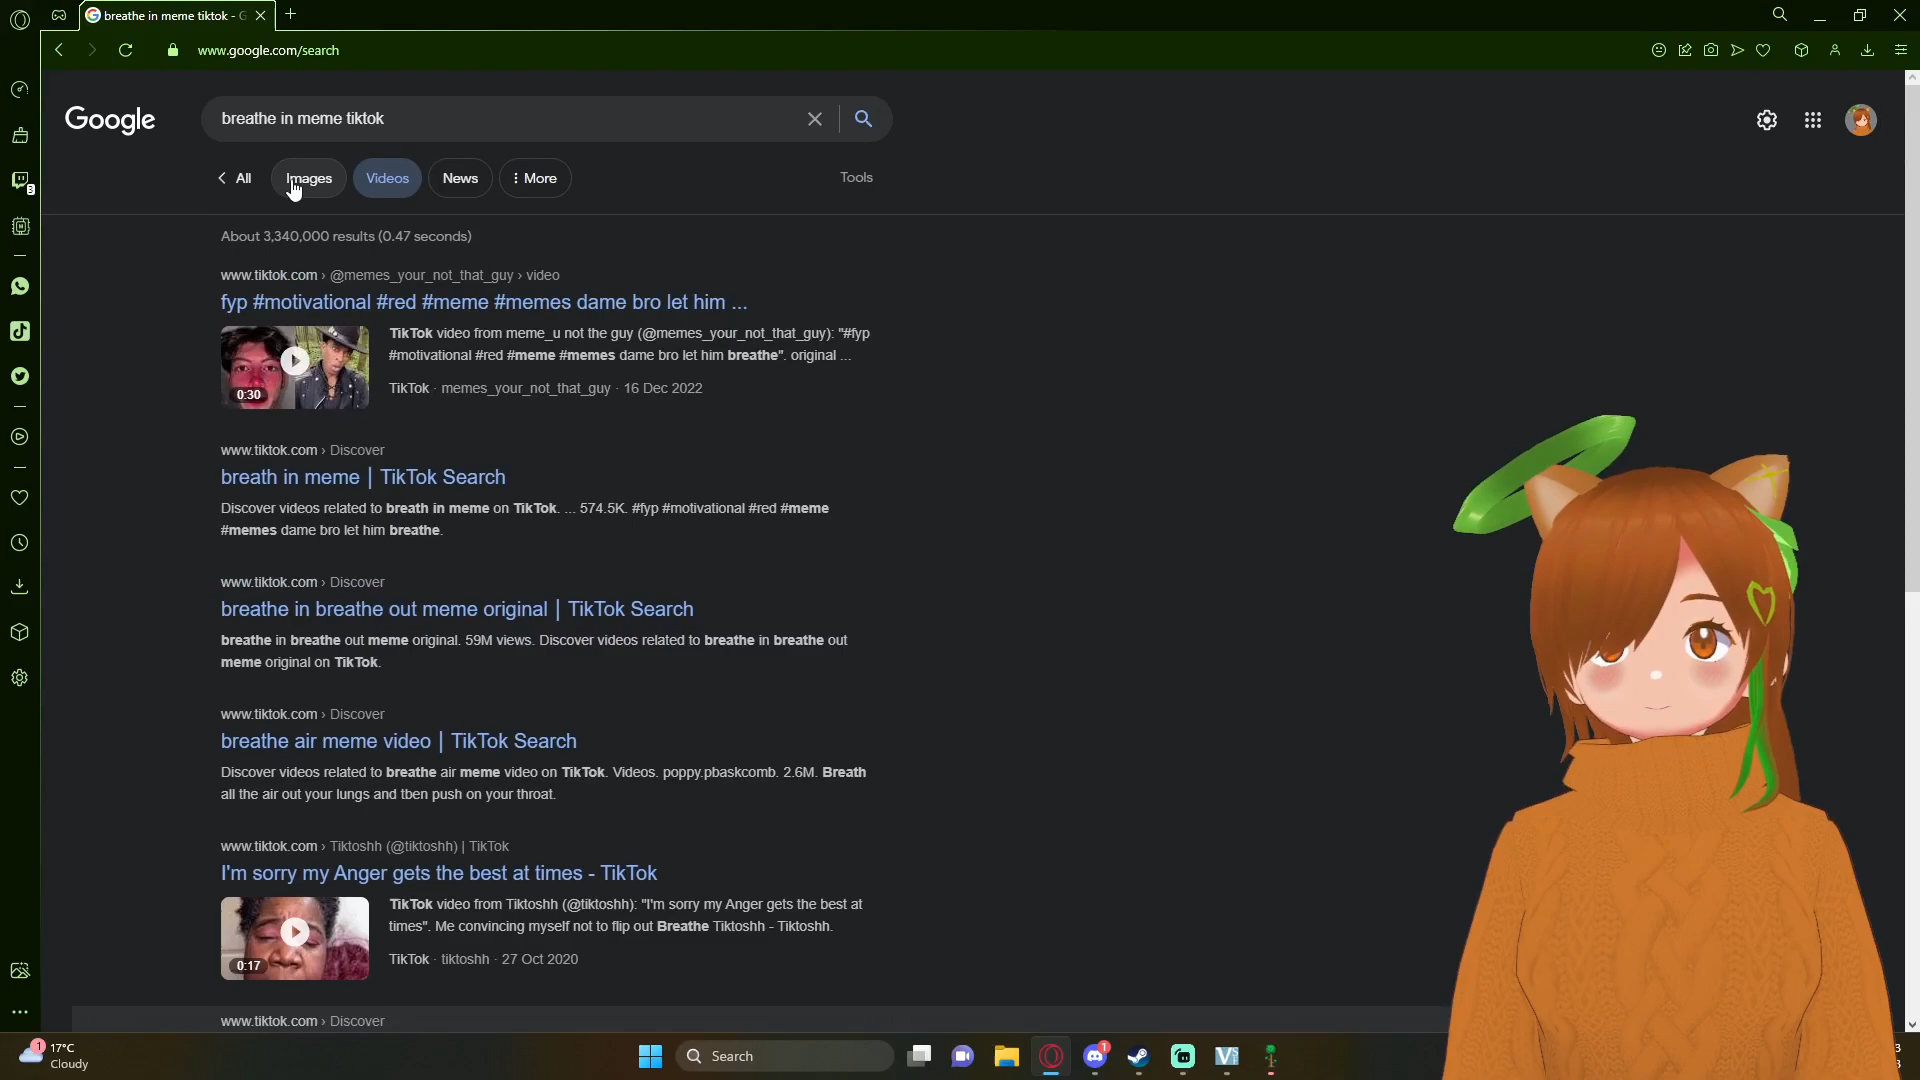 breathe in meme tiktok - G
www.google.com/search
Google
breathe in meme tiktok
All
Images
Videos
News
More
Tools
About 3,340,000 results (0.47 seconds)
www.tiktok.com › @memes_your_not_that_guy › video
fyp #motivational #red #meme #memes dame bro let him ...
TikTok video from meme_u not the guy (@memes_your_not_that_guy): "#fyp
#motivational #red #meme #memes dame bro let him breathe". original ...
0:30
TikTok · memes_your_not_that_guy · 16 Dec 2022
www.tiktok.com › Discover
breath in meme | TikTok Search
Discover videos related to breath in meme on TikTok. ... 574.5K. #fyp #motivational #red #meme
#memes dame bro let him breathe.
www.tiktok.com › Discover
breathe in breathe out meme original | TikTok Search
breathe in breathe out meme original. 59M views. Discover videos related to breathe in breathe out
meme original on TikTok.
www.tiktok.com › Discover
breathe air meme video | TikTok Search
Discover videos related to breathe air meme video on TikTok. Videos. poppy.pbaskcomb. 2.6M. Breath
all the air out your lungs and tben push on your throat.
www.tiktok.com › Tiktoshh (@tiktoshh) | TikTok
I'm sorry my Anger gets the best at times - TikTok
TikTok video from Tiktoshh (@tiktoshh): "I'm sorry my Anger gets the best at
times". Me convincing myself not to flip out Breathe Tiktoshh - Tiktoshh.
0:17
TikTok · tiktoshh · 27 Oct 2020
www.tiktok.com › Discover
1
17°C
Cloudy
Search
1
3
3